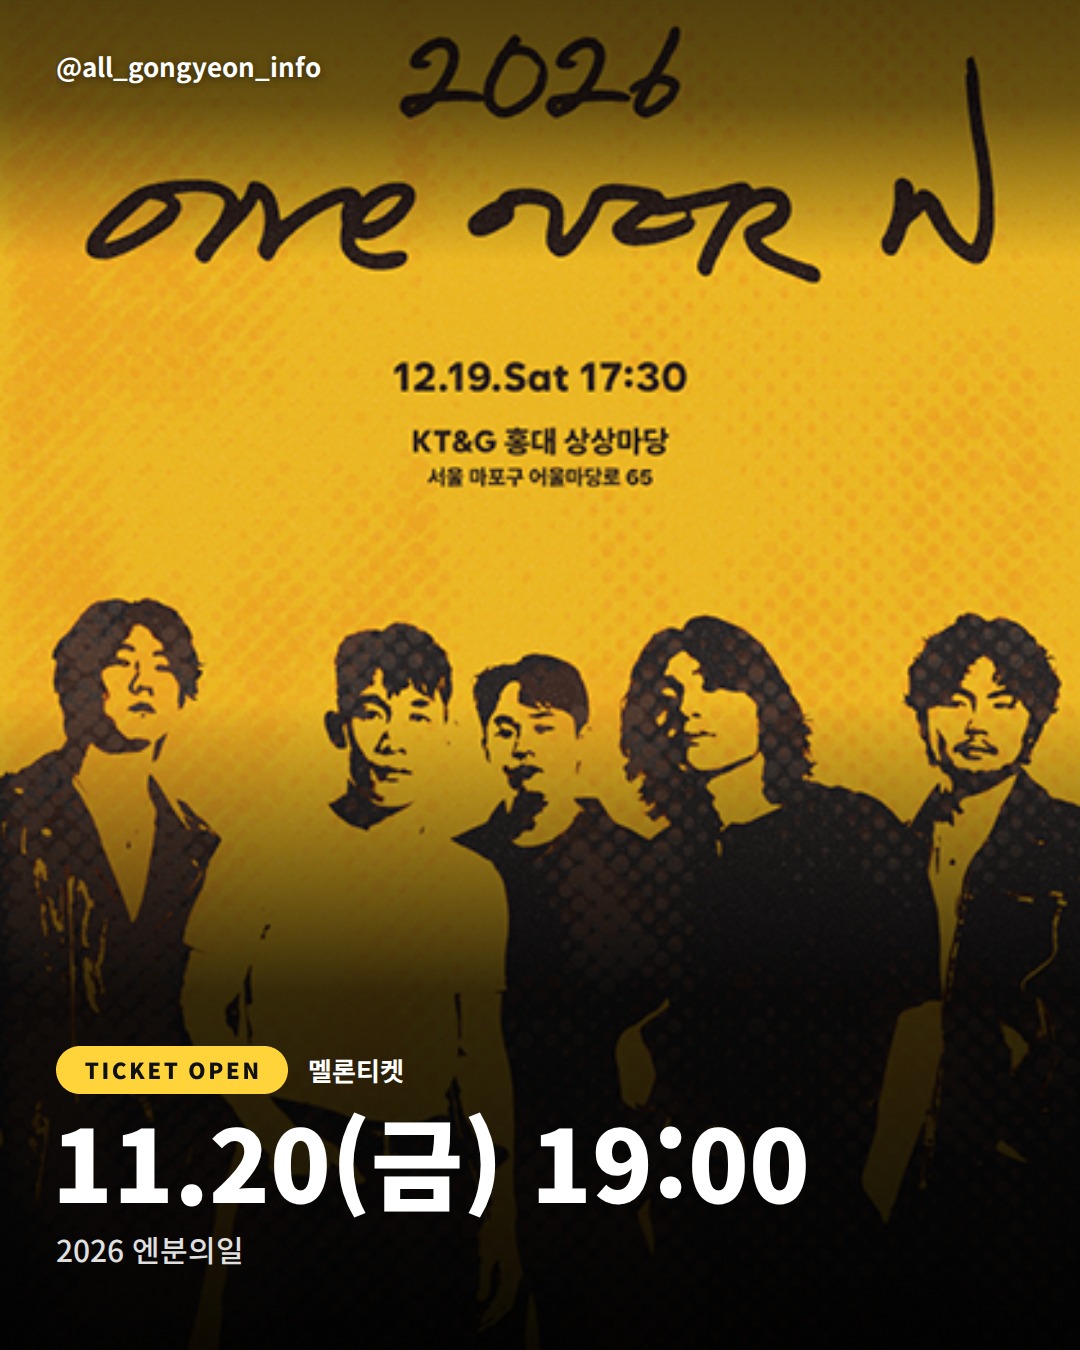 @all_gongyeon_info
2026
one over N
12.19.Sat 17:30
KT&G 홍대 상상마당
서울 마포구 어울마당로 65
TICKET OPEN 멜론티켓
11.20(금) 19:00
2026 엔분의일